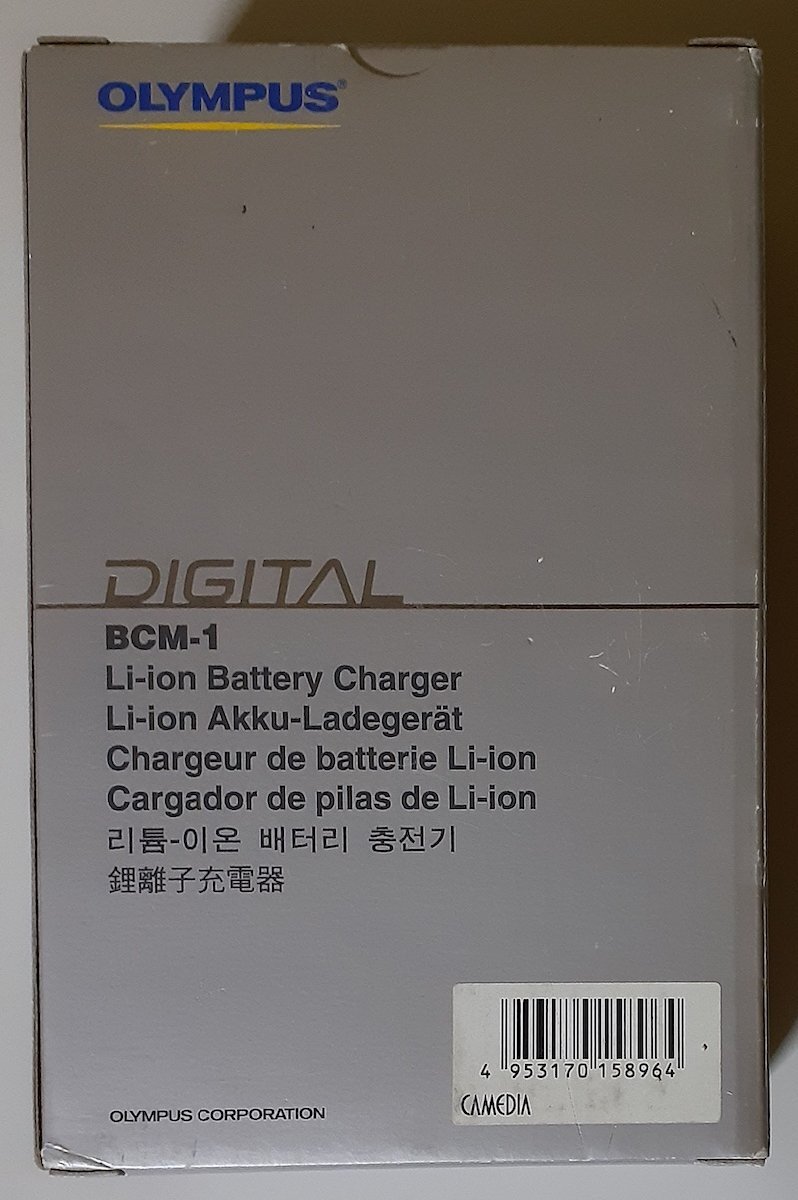 OLYMPUS®
DIGITAL
BCM-1
Li-ion Battery Charger
Li-ion Akku-Ladegerät
Chargeur de batterie Li-ion
Cargador de pilas de Li-ion
리튬-이온 배터리 충전기
鋰離子充電器
4 953170 158964
CAMEDIA
OLYMPUS CORPORATION